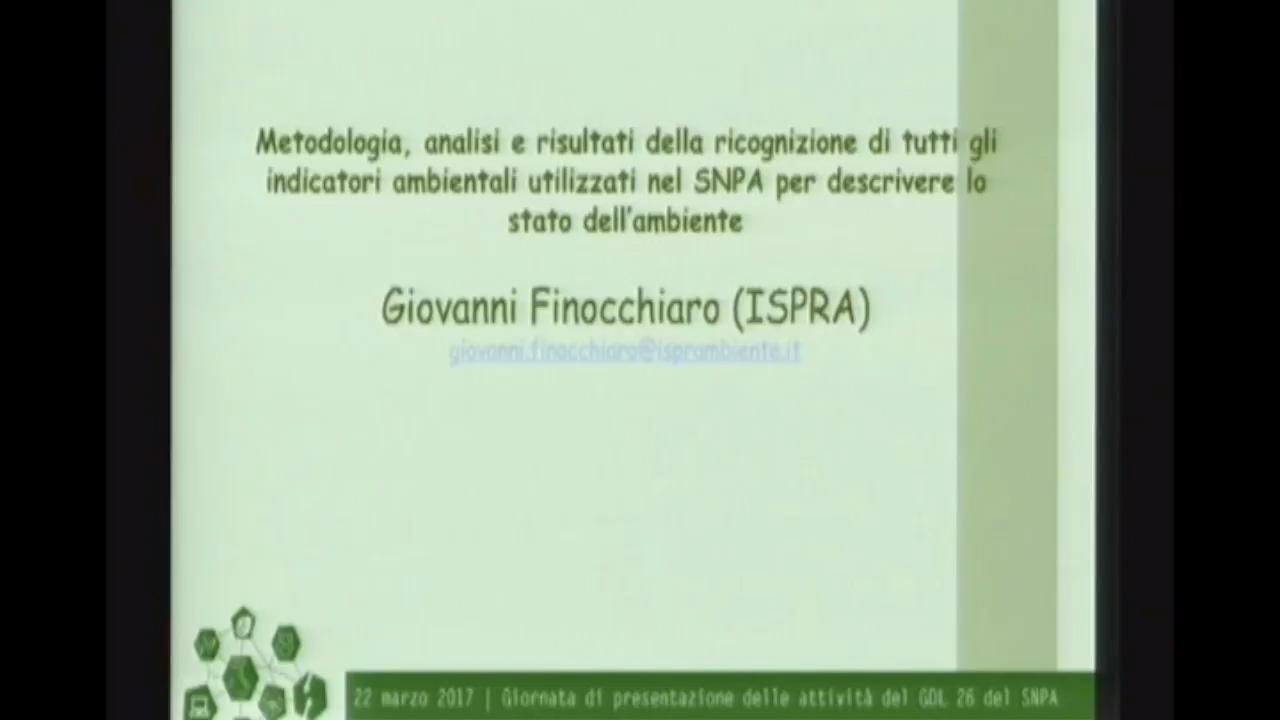 Metodologia, analisi e risultati della ricognizione di tutti gli
indicatori ambientali utilizzati nel SNPA per descrivere lo
stato dell'ambiente
Giovanni Finocchiaro (ISPRA)
giovanni.finocchiaro@isprambiente.it
22 marzo 2017 | Giornata di presentazione delle attività del GDL 26 del SNPA